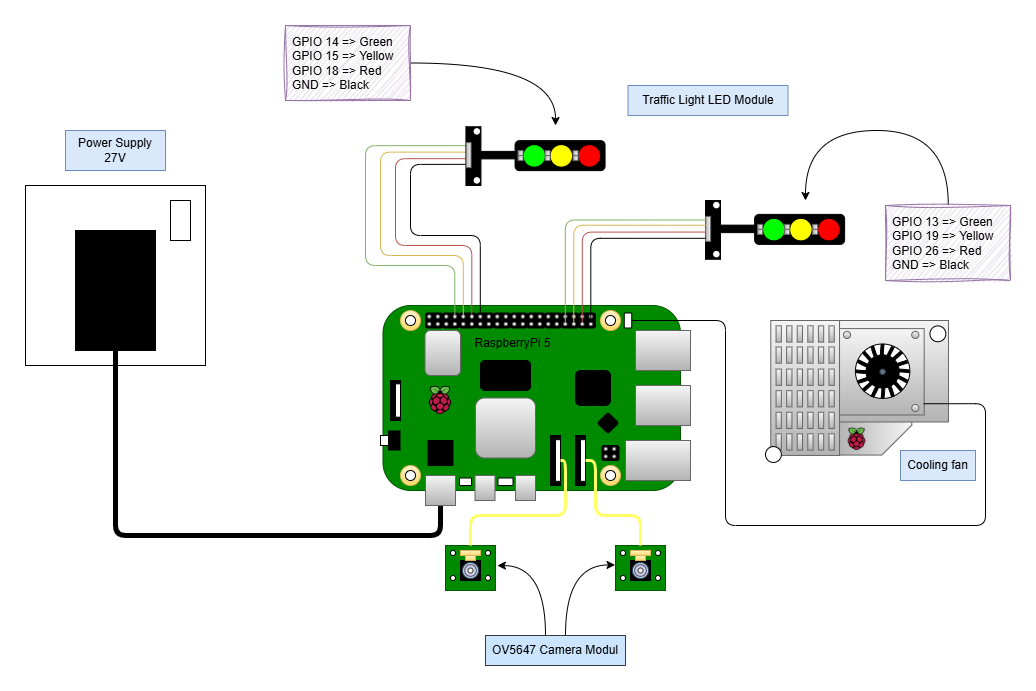 GPIO 14 => Green
GPIO 15 => Yellow
GPIO 18 => Red
GND => Black
Traffic Light LED Module
Power Supply
27V
GPIO 13 => Green
GPIO 19 => Yellow
GPIO 26 => Red
GND => Black
RaspberryPi 5
Cooling fan
OV5647 Camera Modul